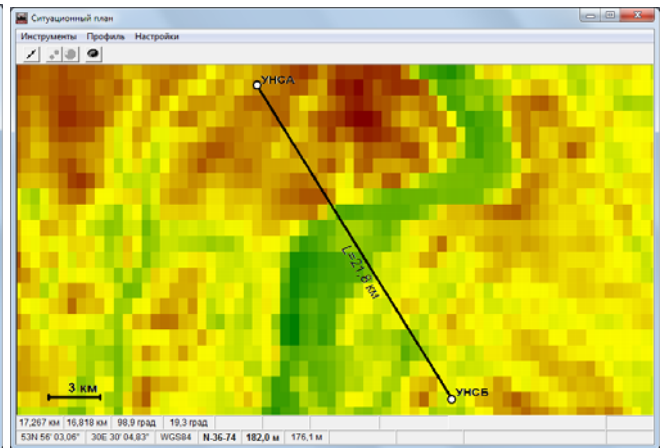 Ситуационный план
Инструменты Профиль Настройки
УНСА
L=21,8 км
УНСБ
3 км
17,267 км 16,818 км 98,9 град 19,3 град
53N 56' 03,06" 30E 30' 04,83" WGS84 N-36-74 182,0 м 176,1 м